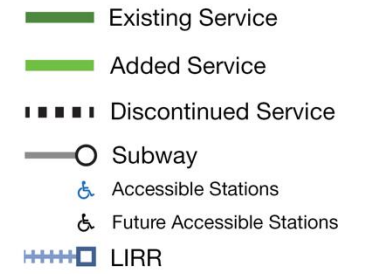 Existing Service
Added Service
Discontinued Service
Subway
Accessible Stations
Future Accessible Stations
LIRR